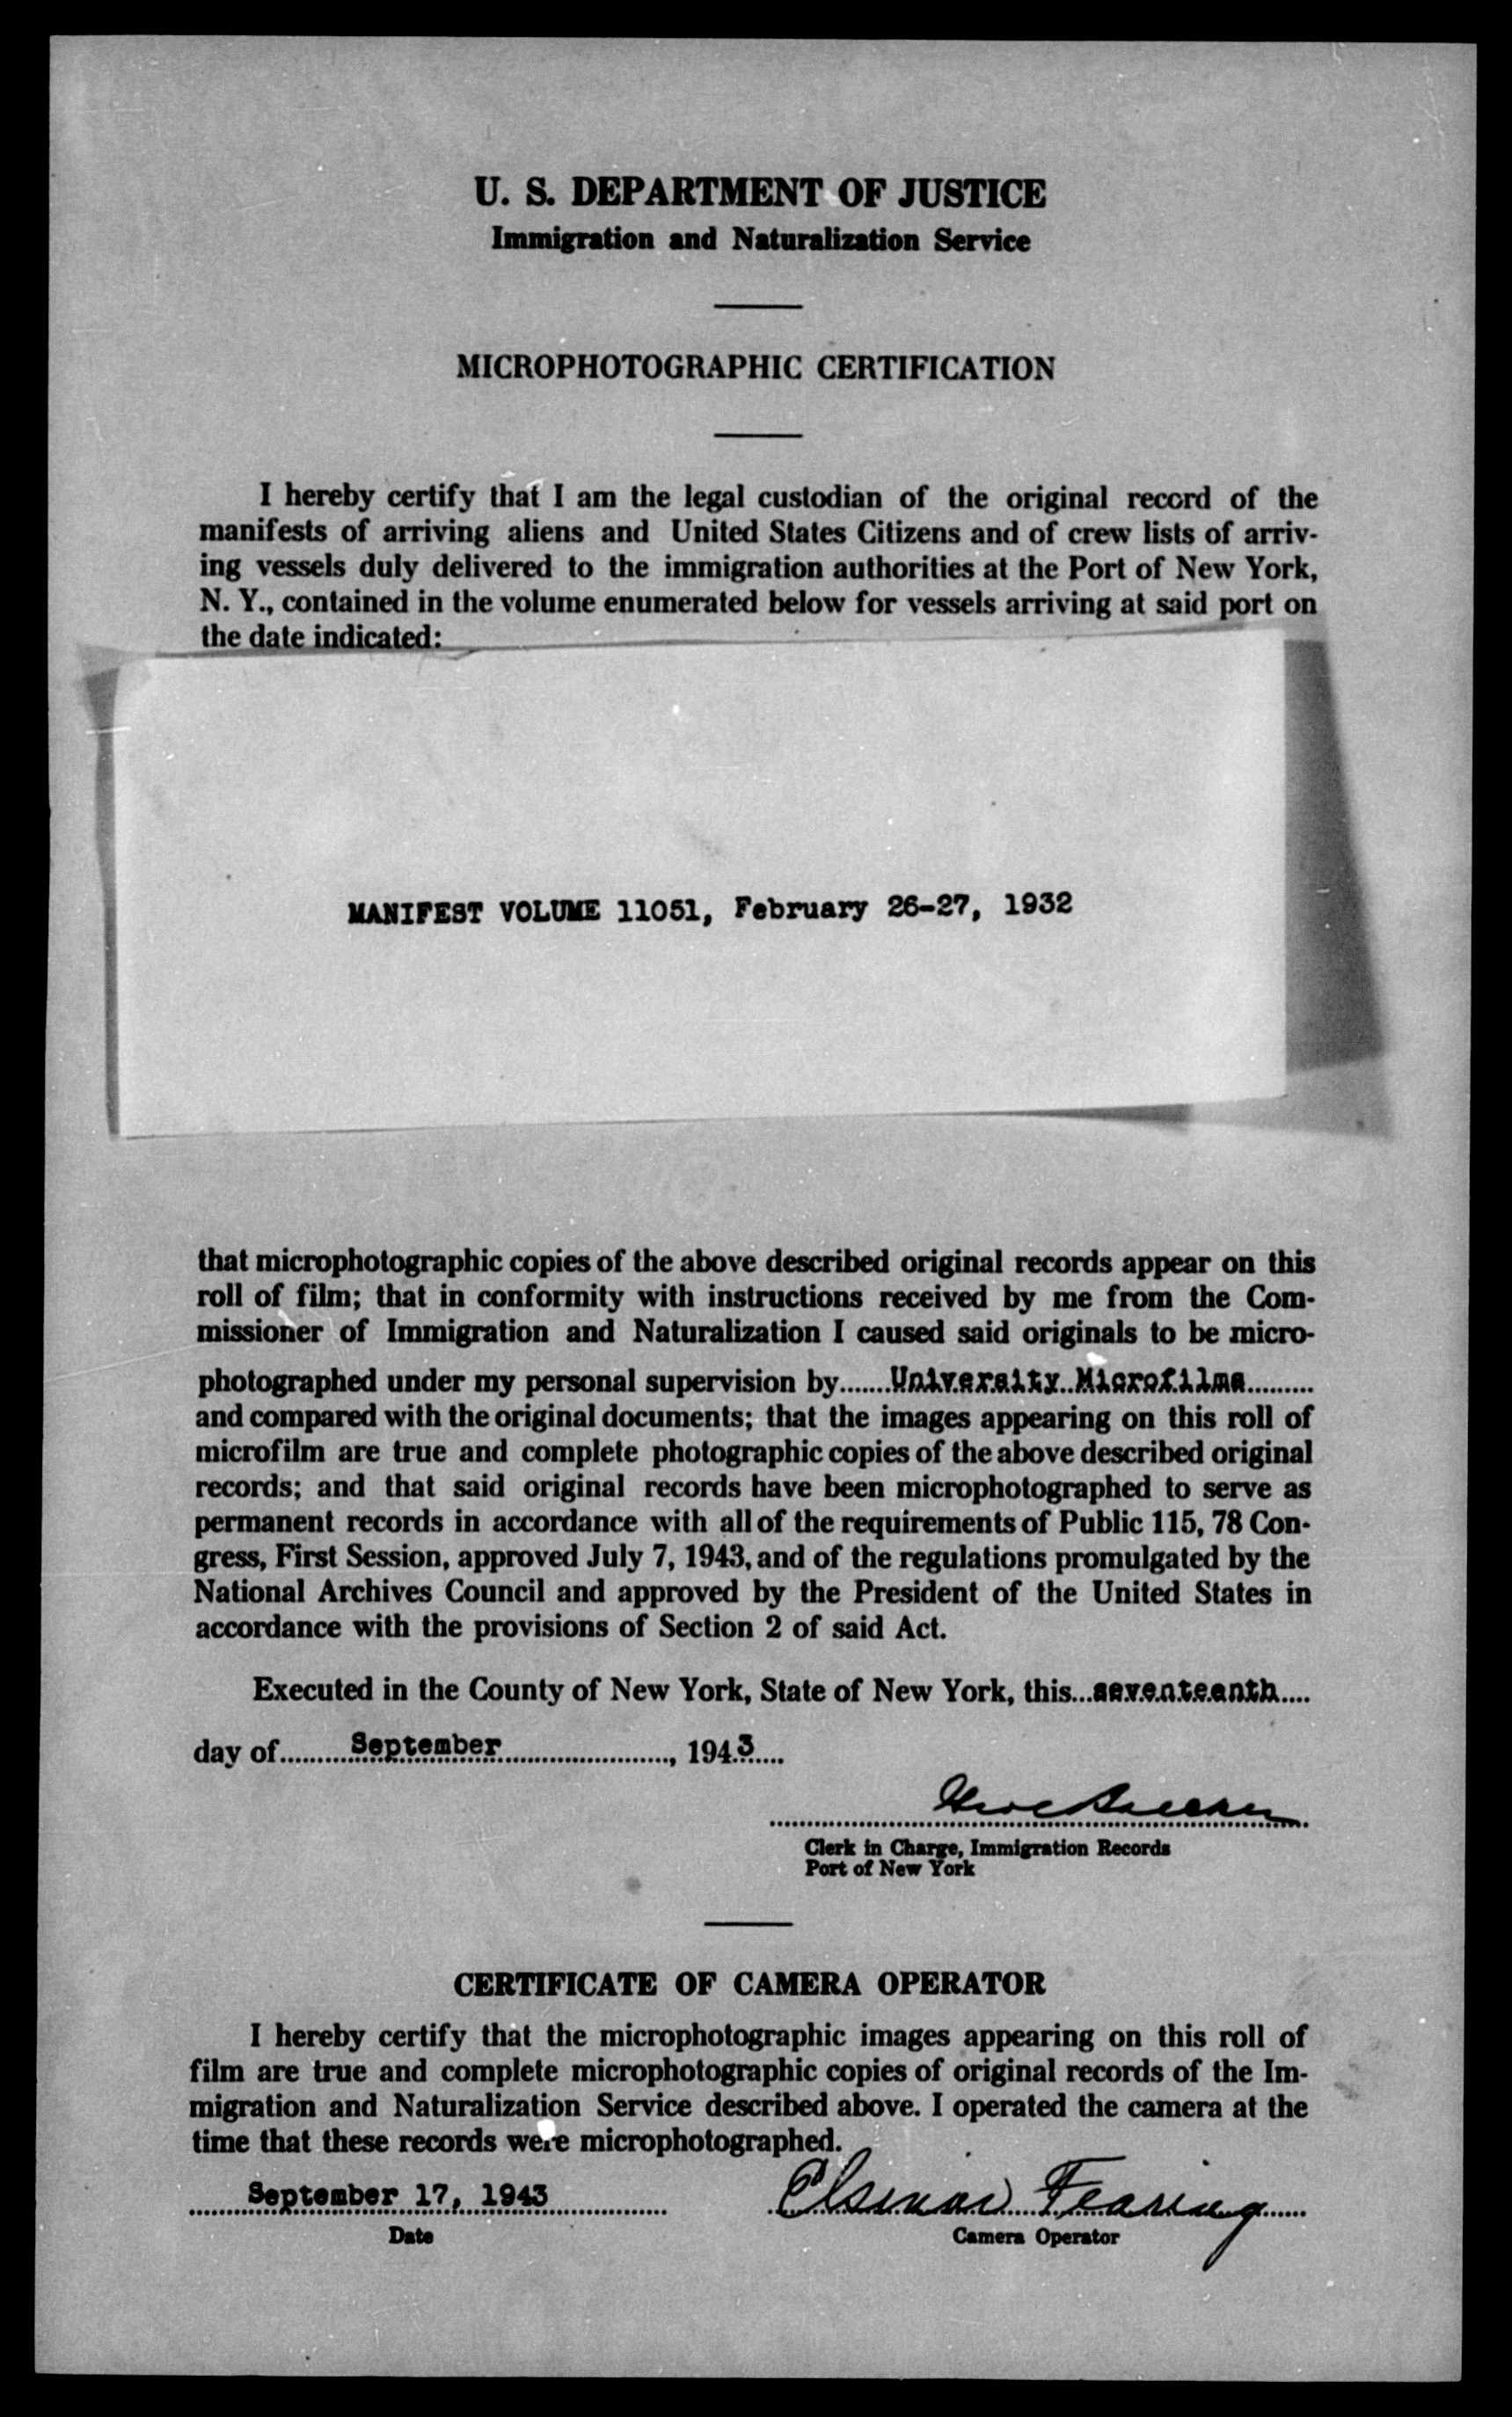 U. S. DEPARTMENT OF JUSTICE
Immigration and Naturalization Service
MICROPHOTOGRAPHIC CERTIFICATION
I hereby certify that I am the legal custodian of the original record of the
manifests of arriving aliens and United States Citizens and of crew lists of arriv-
ing vessels duly delivered to the immigration authorities at the Port of New York,
N. Y., contained in the volume enumerated below for vessels arriving at said port on
the date indicated:
MANIFEST VOLUME 11051, February 26-27, 1932
that microphotographic copies of the above described original records appear on this
roll of film; that in conformity with instructions received by me from the Com-
missioner of Immigration and Naturalization I caused said originals to be micro-
photographed under my personal supervision by.......University Microfilms..........
and compared with the original documents; that the images appearing on this roll of
microfilm are true and complete photographic copies of the above described original
records; and that said original records have been microphotographed to serve as
permanent records in accordance with all of the requirements of Public 115, 78 Con-
gress, First Session, approved July 7, 1943, and of the regulations promulgated by the
National Archives Council and approved by the President of the United States in
accordance with the provisions of Section 2 of said Act.
Executed in the County of New York, State of New York, this...seventeenth....
day of..........September........................, 1943.....
Clerk in Charge, Immigration Records
Port of New York
CERTIFICATE OF CAMERA OPERATOR
I hereby certify that the microphotographic images appearing on this roll of
film are true and complete microphotographic copies of original records of the Im-
migration and Naturalization Service described above. I operated the camera at the
time that these records were microphotographed.
September 17, 1943 Fearing
Date Camera Operator